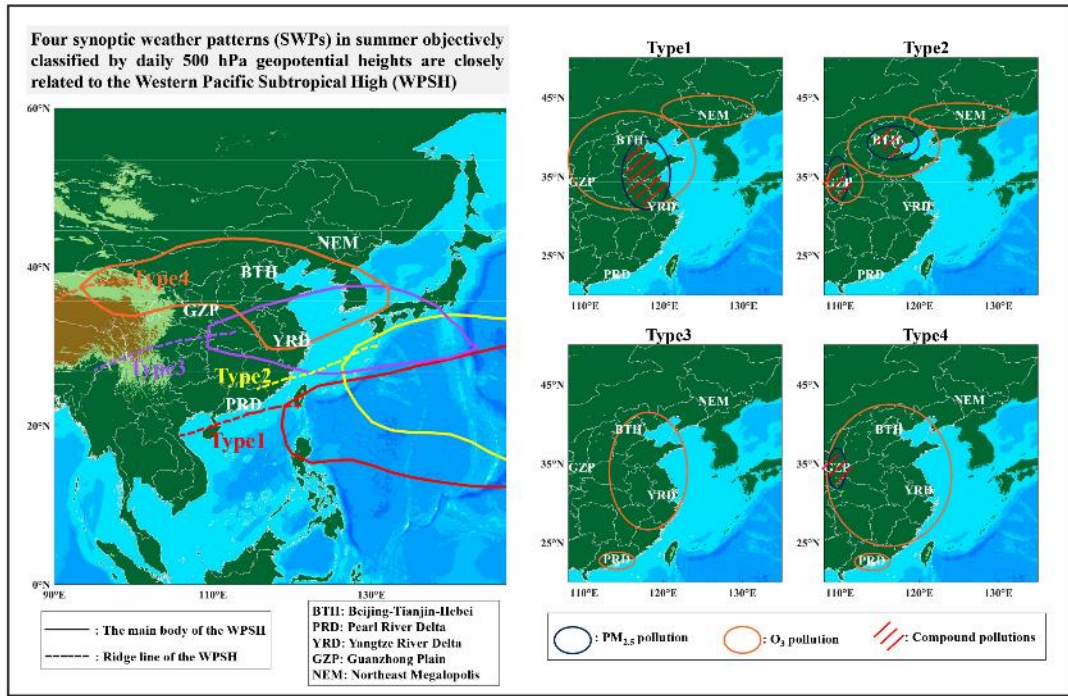 Four synoptic weather patterns (SWPs) in summer objectively
classified by daily 500 hPa geopotential heights are closely
related to the Western Pacific Subtropical High (WPSH)
60°N
40°N
20°N
0°N
90°E
110°E
130°E
NEM
BTH
Type4
GZP
YRD
Type3
Type2
PRD
Type1
: The main body of the WPSH
: Ridge line of the WPSH
BTH: Beijing-Tianjin-Hebei
PRD: Pearl River Delta
YRD: Yangtze River Delta
GZP: Guanzhong Plain
NEM: Northeast Megalopolis
Type1
45°N
35°N
25°N
110°E
120°E
130°E
NEM
BTH
GZP
YRD
PRD
Type2
45°N
35°N
25°N
110°E
120°E
130°E
NEM
BTH
GZP
YRD
PRD
Type3
45°N
35°N
25°N
110°E
120°E
130°E
NEM
BTH
GZP
YRD
PRD
Type4
45°N
35°N
25°N
110°E
120°E
130°E
NEM
BTH
GZP
YRD
PRD
: PM2.5 pollution
: O3 pollution
: Compound pollutions